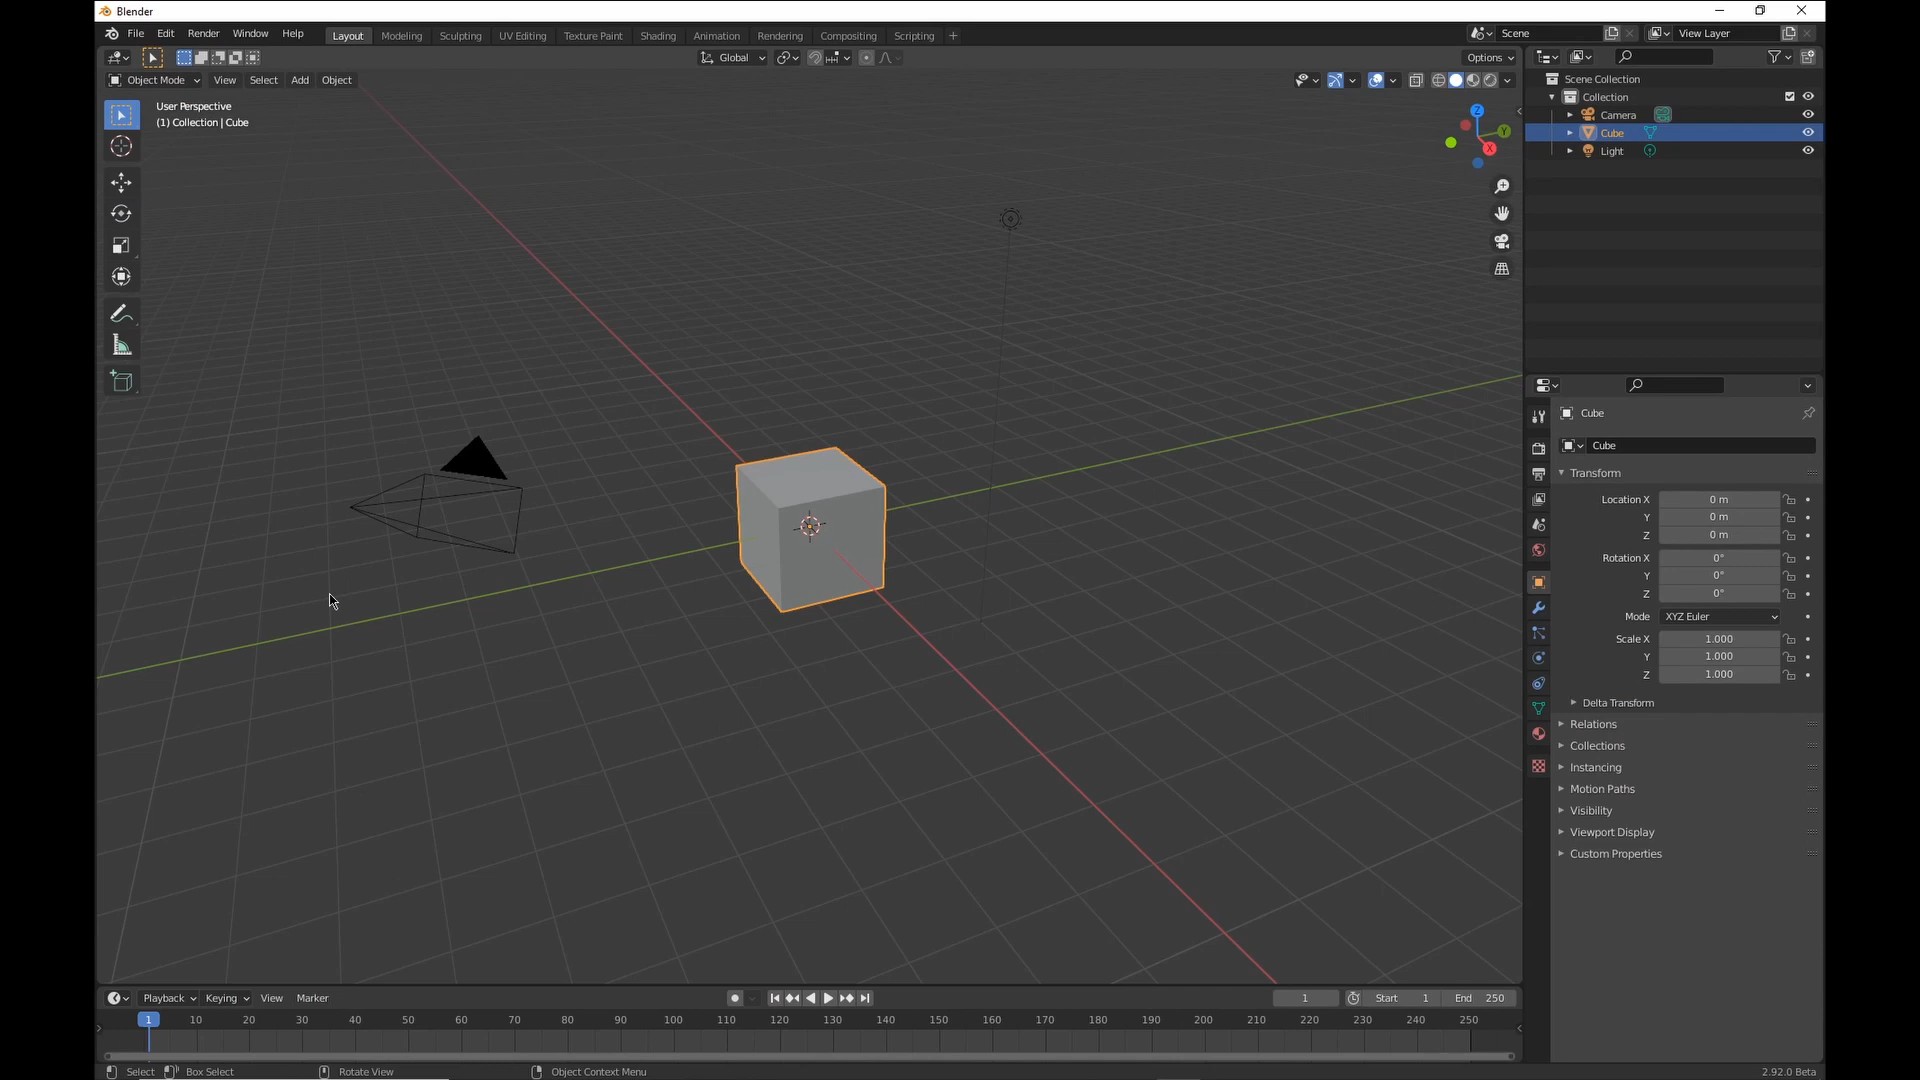 Blender
File Edit Render Window Help Layout Modeling Sculpting UV Editing Texture Paint Shading Animation Rendering Compositing Scripting + Scene View Layer
Global Options
Object Mode View Select Add Object
User Perspective
(1) Collection | Cube
Z
Y
X
Scene Collection
Collection
Camera
Cube
Light
Cube
Cube
Transform
Location X 0 m
Y 0 m
Z 0 m
Rotation X 0°
Y 0°
Z 0°
Mode XYZ Euler
Scale X 1.000
Y 1.000
Z 1.000
Delta Transform
Relations
Collections
Instancing
Motion Paths
Visibility
Viewport Display
Custom Properties
Playback Keying View Marker 1 Start 1 End 250
1 10 20 30 40 50 60 70 80 90 100 110 120 130 140 150 160 170 180 190 200 210 220 230 240 250
Select Box Select Rotate View Object Context Menu 2.92.0 Beta